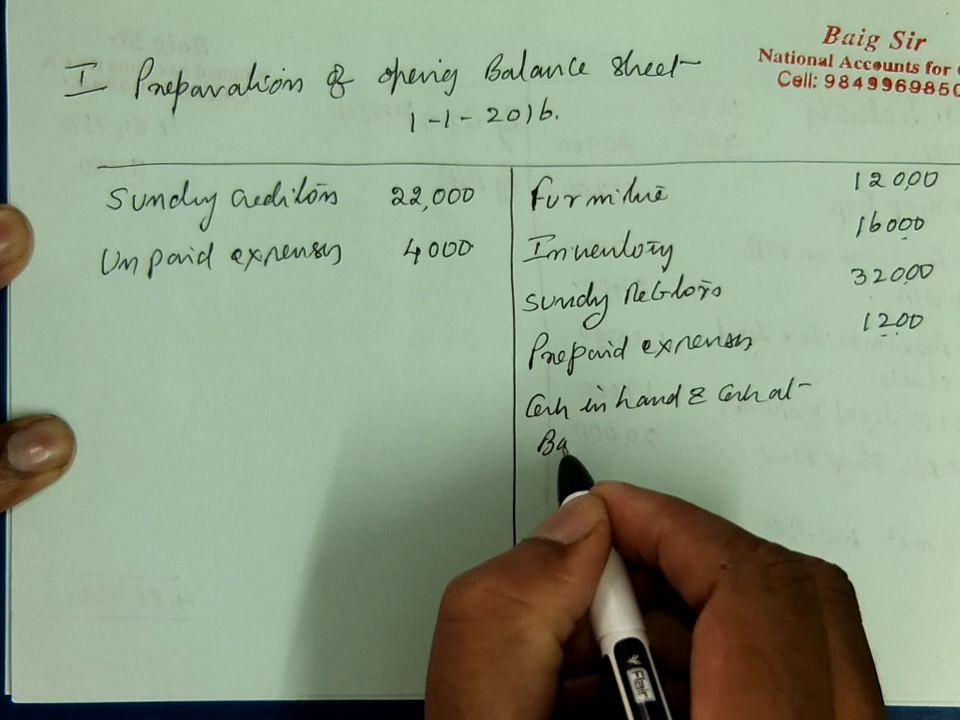 Baig Sir
National Accounts for
Cell: 9849969850
I Preparation of opening Balance sheet
1-1-2016.
Sundry creditors 22,000
Unpaid expenses 4000
Furniture 12000
Inventory 16000
Sundry Debtors 32000
Prepaid expenses 1200
Cash in hand & Cash at
Ba
Flair